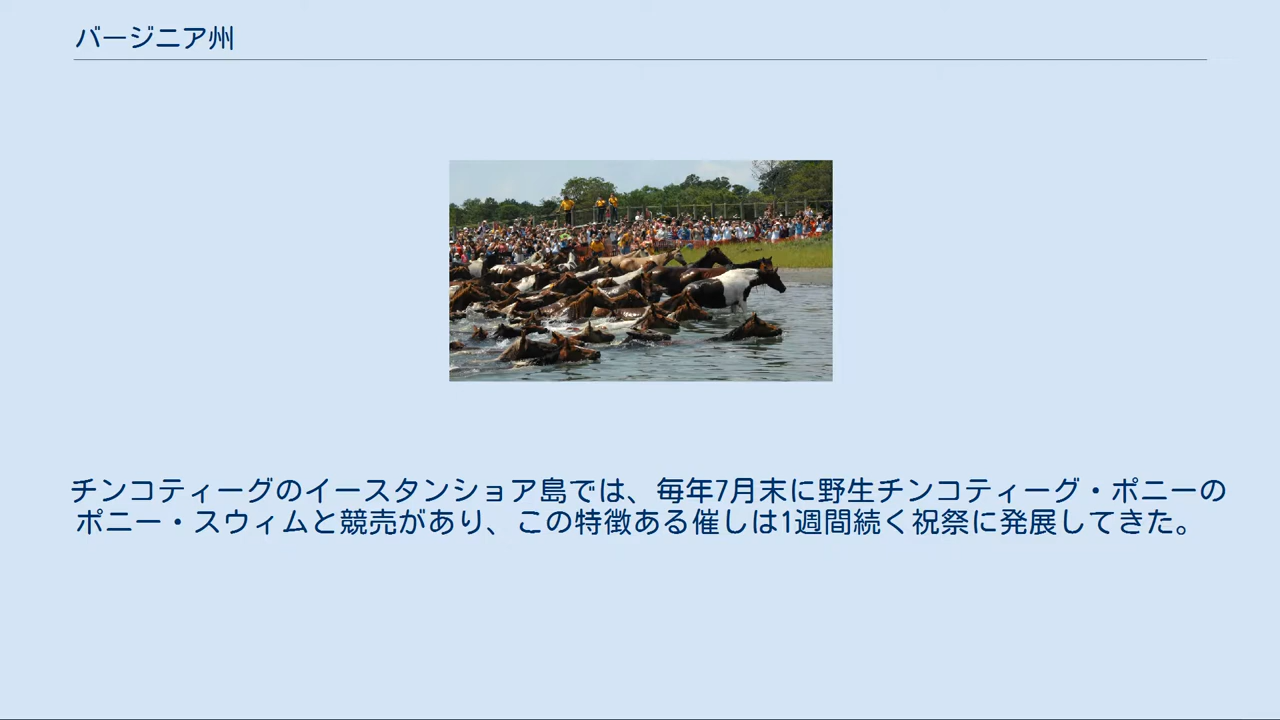 バージニア州
チンコティーグのイースタンショア島では、毎年7月末に野生チンコティーグ・ポニーの
ポニー・スウィムと競売があり、この特徴ある催しは1週間続く祝祭に発展してきた。